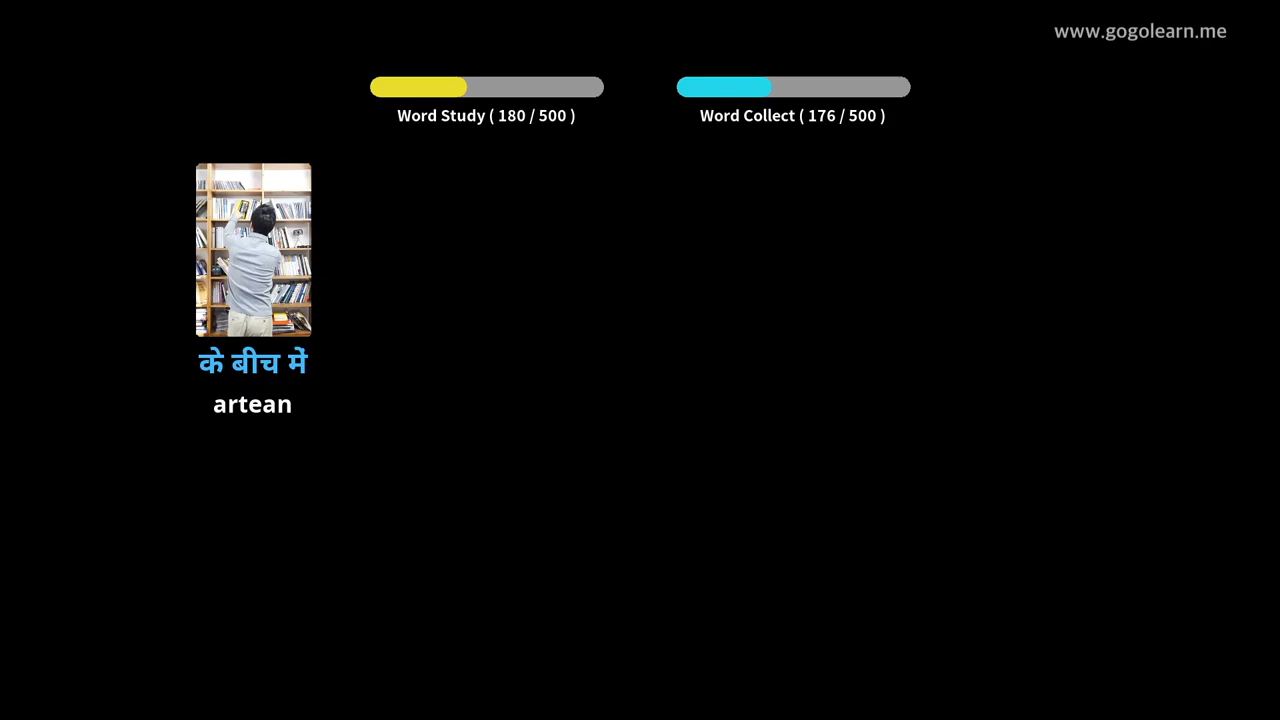 www.gogolearn.me
Word Study ( 180 / 500 )
Word Collect ( 176 / 500 )
के बीच में
artean